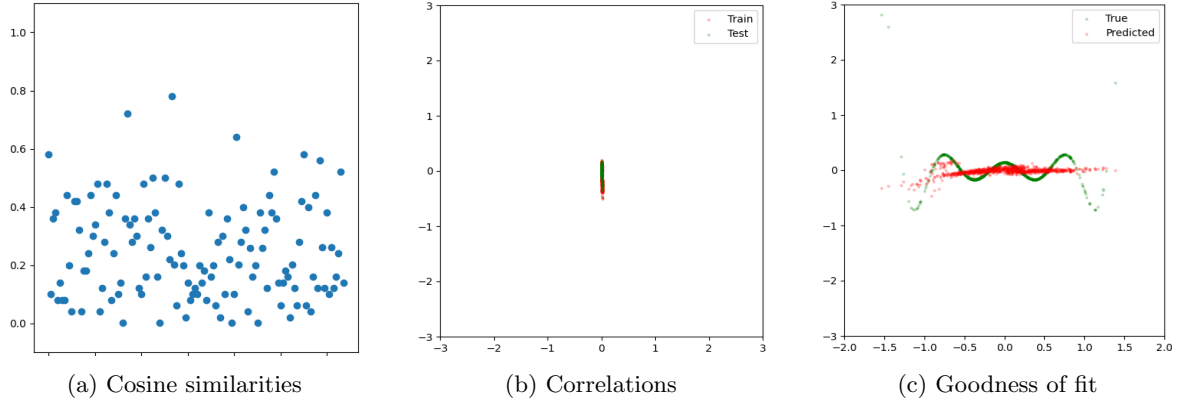 1.0
0.8
0.6
0.4
0.2
0.0
(a) Cosine similarities
3
2
1
0
−1
−2
−3
−3 −2 −1 0 1 2 3
Train
Test
(b) Correlations
3
2
1
0
−1
−2
−3
−2.0 −1.5 −1.0 −0.5 0.0 0.5 1.0 1.5 2.0
True
Predicted
(c) Goodness of fit